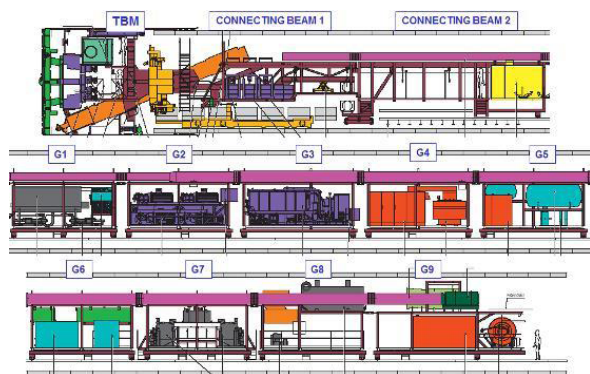 TBM
CONNECTING BEAM 1
CONNECTING BEAM 2
G1
G2
G3
G4
G5
G6
G7
G8
G9